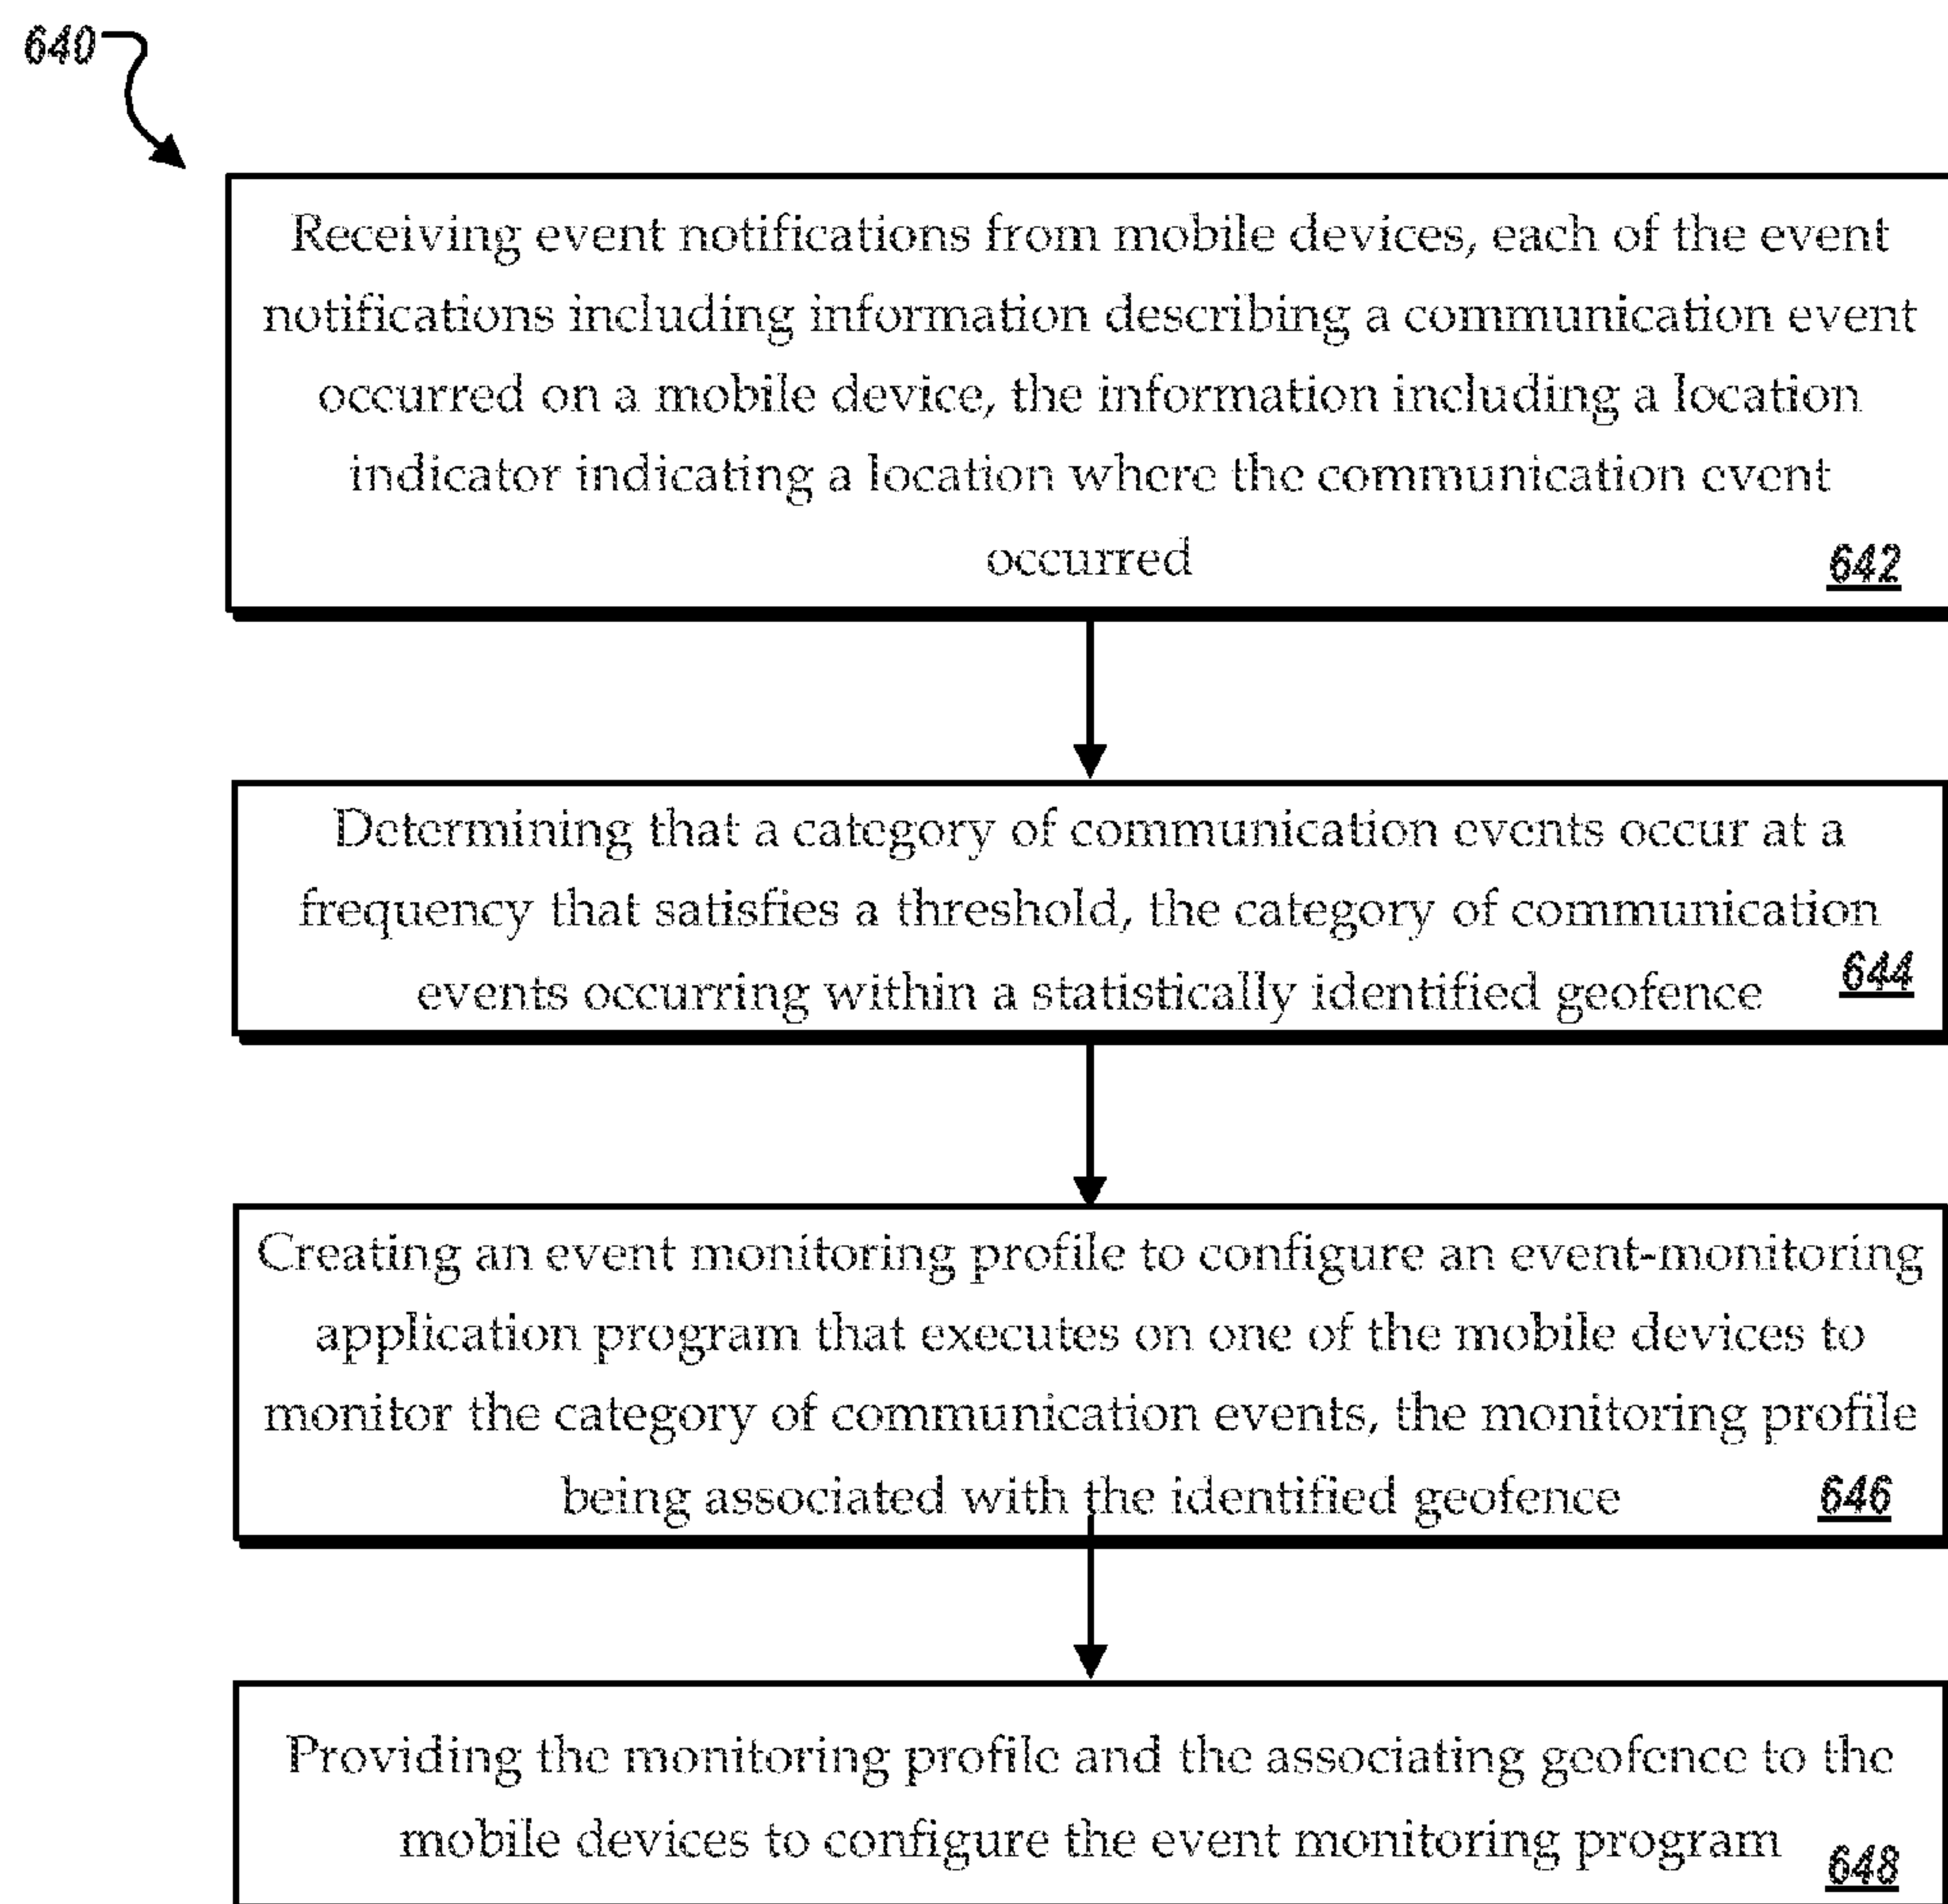 640
Receiving event notifications from mobile devices, each of the event
notifications including information describing a communication event
occurred on a mobile device, the information including a location
indicator indicating a location where the communication event
occurred
642
Determining that a category of communication events occur at a
frequency that satisfies a threshold, the category of communication
events occurring within a statistically identified geofence
644
Creating an event monitoring profile to configure an event-monitoring
application program that executes on one of the mobile devices to
monitor the category of communication events, the monitoring profile
being associated with the identified geofence
646
Providing the monitoring profile and the associating geofence to the
mobile devices to configure the event monitoring program
648